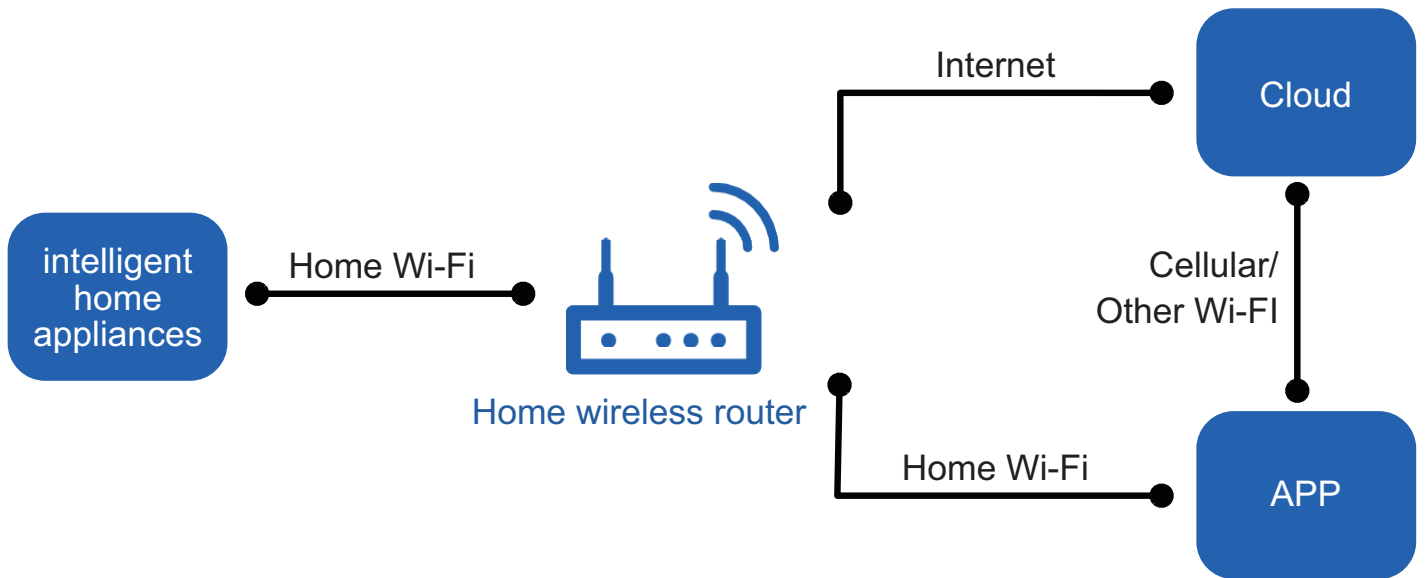 Internet
Cloud
intelligent
home
appliances
Home Wi-Fi
Cellular/
Other Wi-FI
Home wireless router
Home Wi-Fi
APP